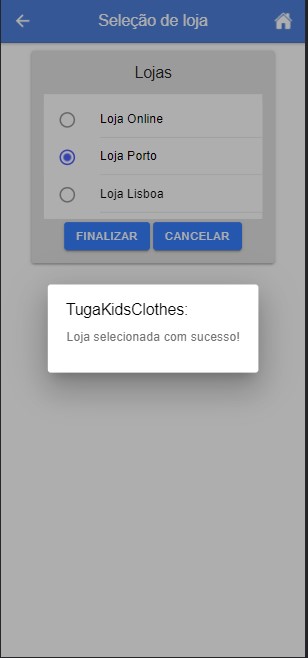 Seleção de loja
Lojas
Loja Online
Loja Porto
Loja Lisboa
FINALIZAR CANCELAR
TugaKidsClothes:
Loja selecionada com sucesso!